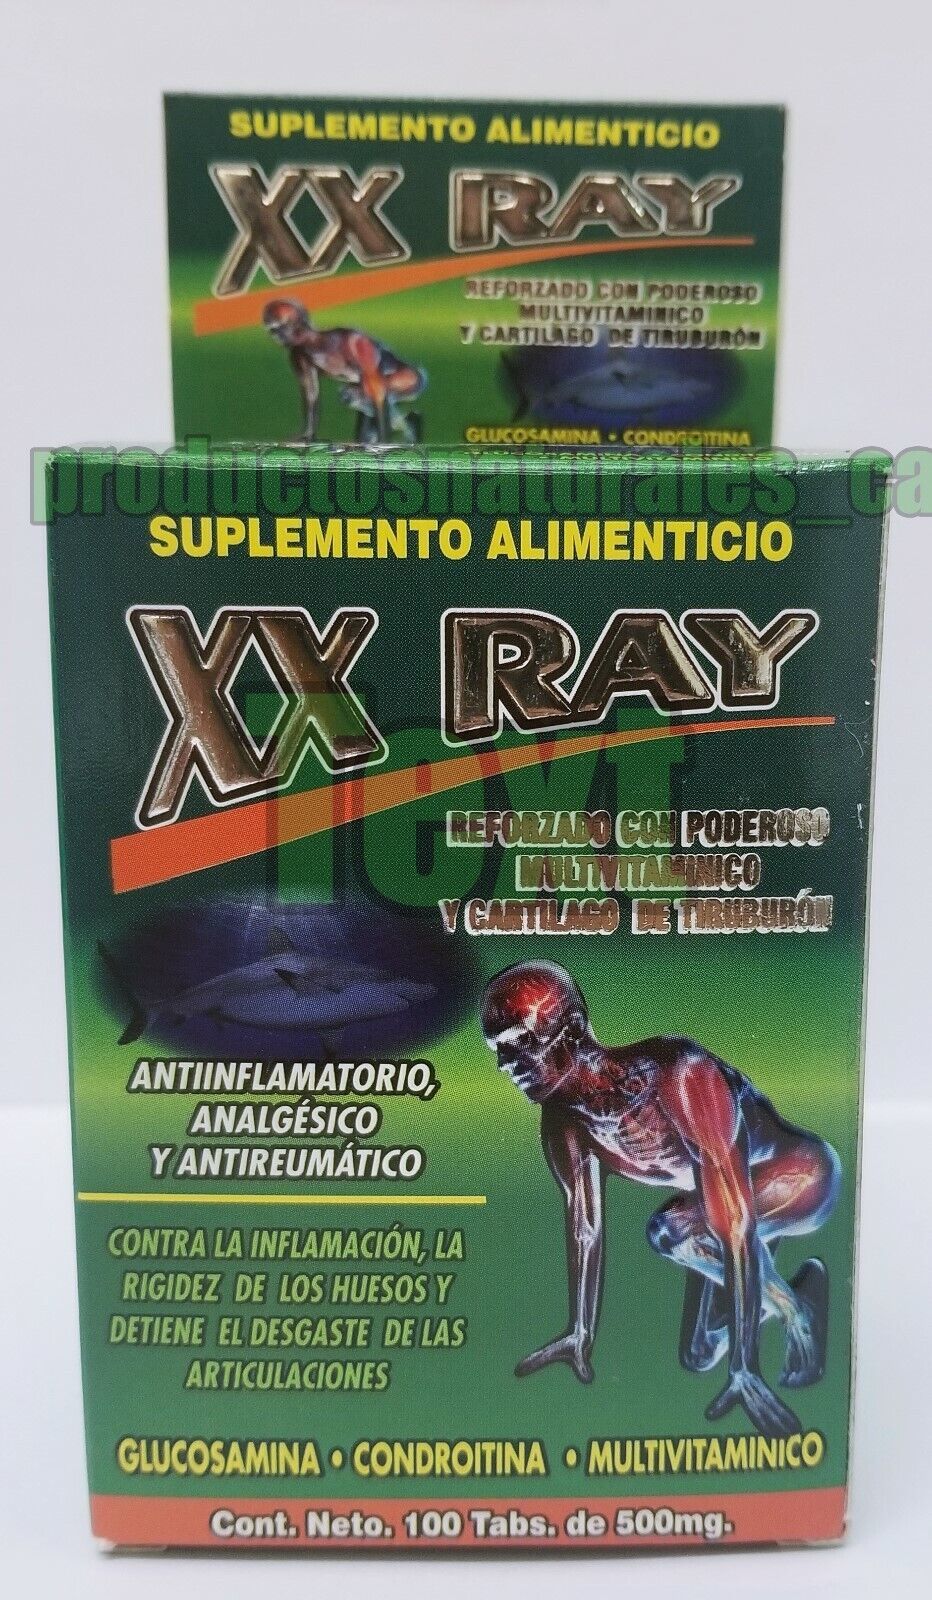 SUPLEMENTO ALIMENTICIO
XX RAY
REFORZADO CON PODEROSO
MULTIVITAMINICO
Y CARTILAGO DE TIRUBURÓN
GLUCOSAMINA • CONDROITINA
productosnaturales_ca
SUPLEMENTO ALIMENTICIO
XX RAY
Text
REFORZADO CON PODEROSO
MULTIVITAMINICO
Y CARTILAGO DE TIRUBURÓN
ANTIINFLAMATORIO,
ANALGÉSICO
Y ANTIREUMÁTICO
CONTRA LA INFLAMACIÓN, LA
RIGIDEZ DE LOS HUESOS Y
DETIENE EL DESGASTE DE LAS
ARTICULACIONES
GLUCOSAMINA • CONDROITINA • MULTIVITAMINICO
Cont. Neto. 100 Tabs. de 500mg.